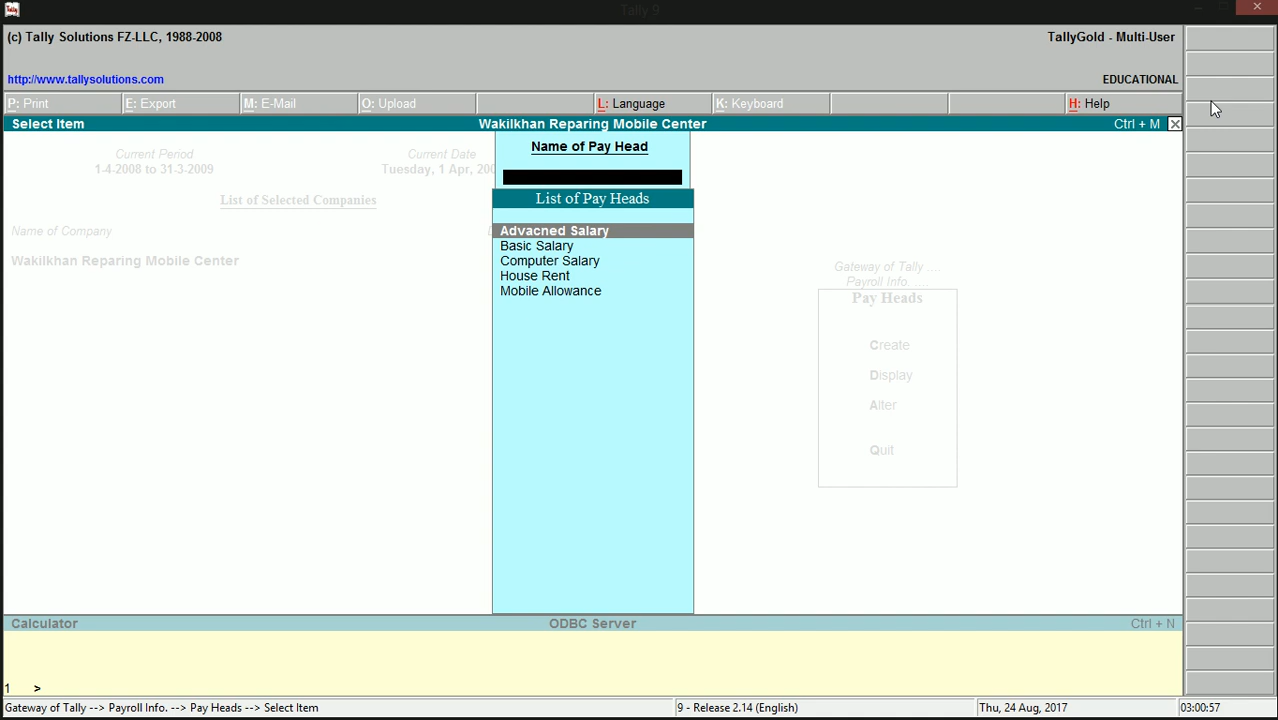 Tally 9
(c) Tally Solutions FZ-LLC, 1988-2008
TallyGold - Multi-User
http://www.tallysolutions.com
EDUCATIONAL
P: Print
E: Export
M: E-Mail
O: Upload
L: Language
K: Keyboard
H: Help
Select Item
Wakilkhan Reparing Mobile Center
Ctrl + M
Current Period
1-4-2008 to 31-3-2009
Current Date
Tuesday, 1 Apr, 200
List of Selected Companies
Name of Company
Wakilkhan Reparing Mobile Center
Name of Pay Head
List of Pay Heads
Advacned Salary
Basic Salary
Computer Salary
House Rent
Mobile Allowance
Gateway of Tally ....
Payroll Info. .....
Pay Heads
Create
Display
Alter
Quit
Calculator
ODBC Server
Ctrl + N
1 >
Gateway of Tally --> Payroll Info. --> Pay Heads --> Select Item
9 - Release 2.14 (English)
Thu, 24 Aug, 2017
03:00:57